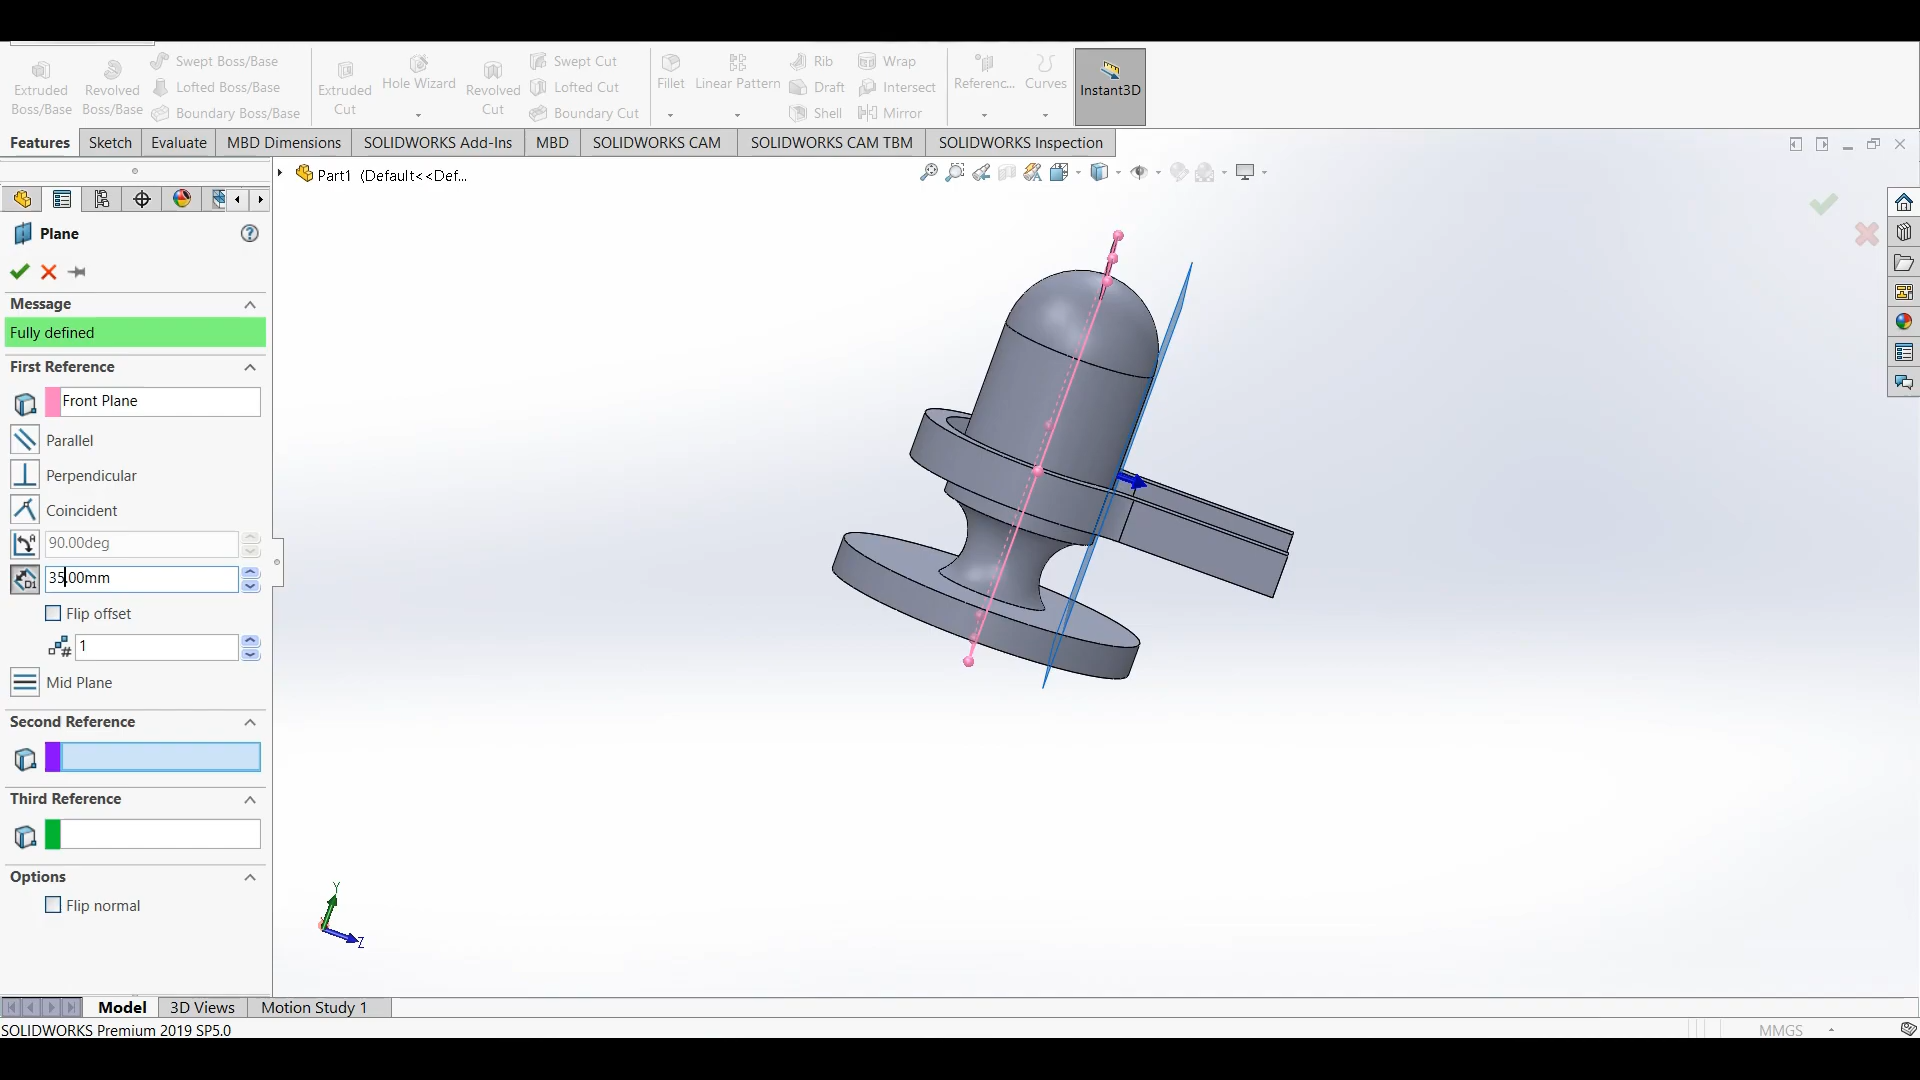 Extruded Boss/Base
Revolved Boss/Base
Swept Boss/Base
Lofted Boss/Base
Boundary Boss/Base
Extruded Cut
Hole Wizard
Revolved Cut
Swept Cut
Lofted Cut
Boundary Cut
Fillet
Linear Pattern
Rib
Draft
Shell
Wrap
Intersect
Mirror
Referenc...
Curves
Instant3D
Features
Sketch
Evaluate
MBD Dimensions
SOLIDWORKS Add-Ins
MBD
SOLIDWORKS CAM
SOLIDWORKS CAM TBM
SOLIDWORKS Inspection
Part1 (Default<<Def...
Plane
Message
Fully defined
First Reference
Front Plane
Parallel
Perpendicular
Coincident
90.00deg
35.00mm
Flip offset
1
Mid Plane
Second Reference
Third Reference
Options
Flip normal
Y
Z
Model
3D Views
Motion Study 1
SOLIDWORKS Premium 2019 SP5.0
MMGS